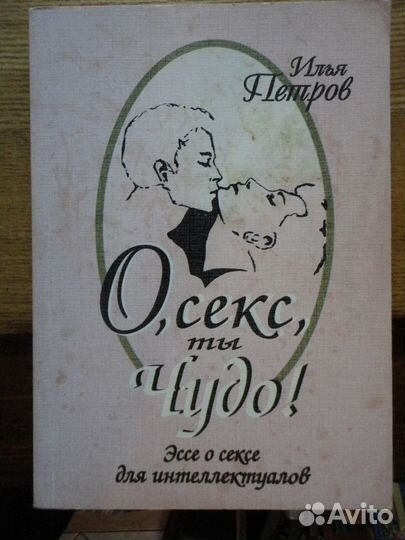 Илья
Петров
О, секс,
ты
Чудо!
Эссе о сексе
для интеллектуалов
Avito